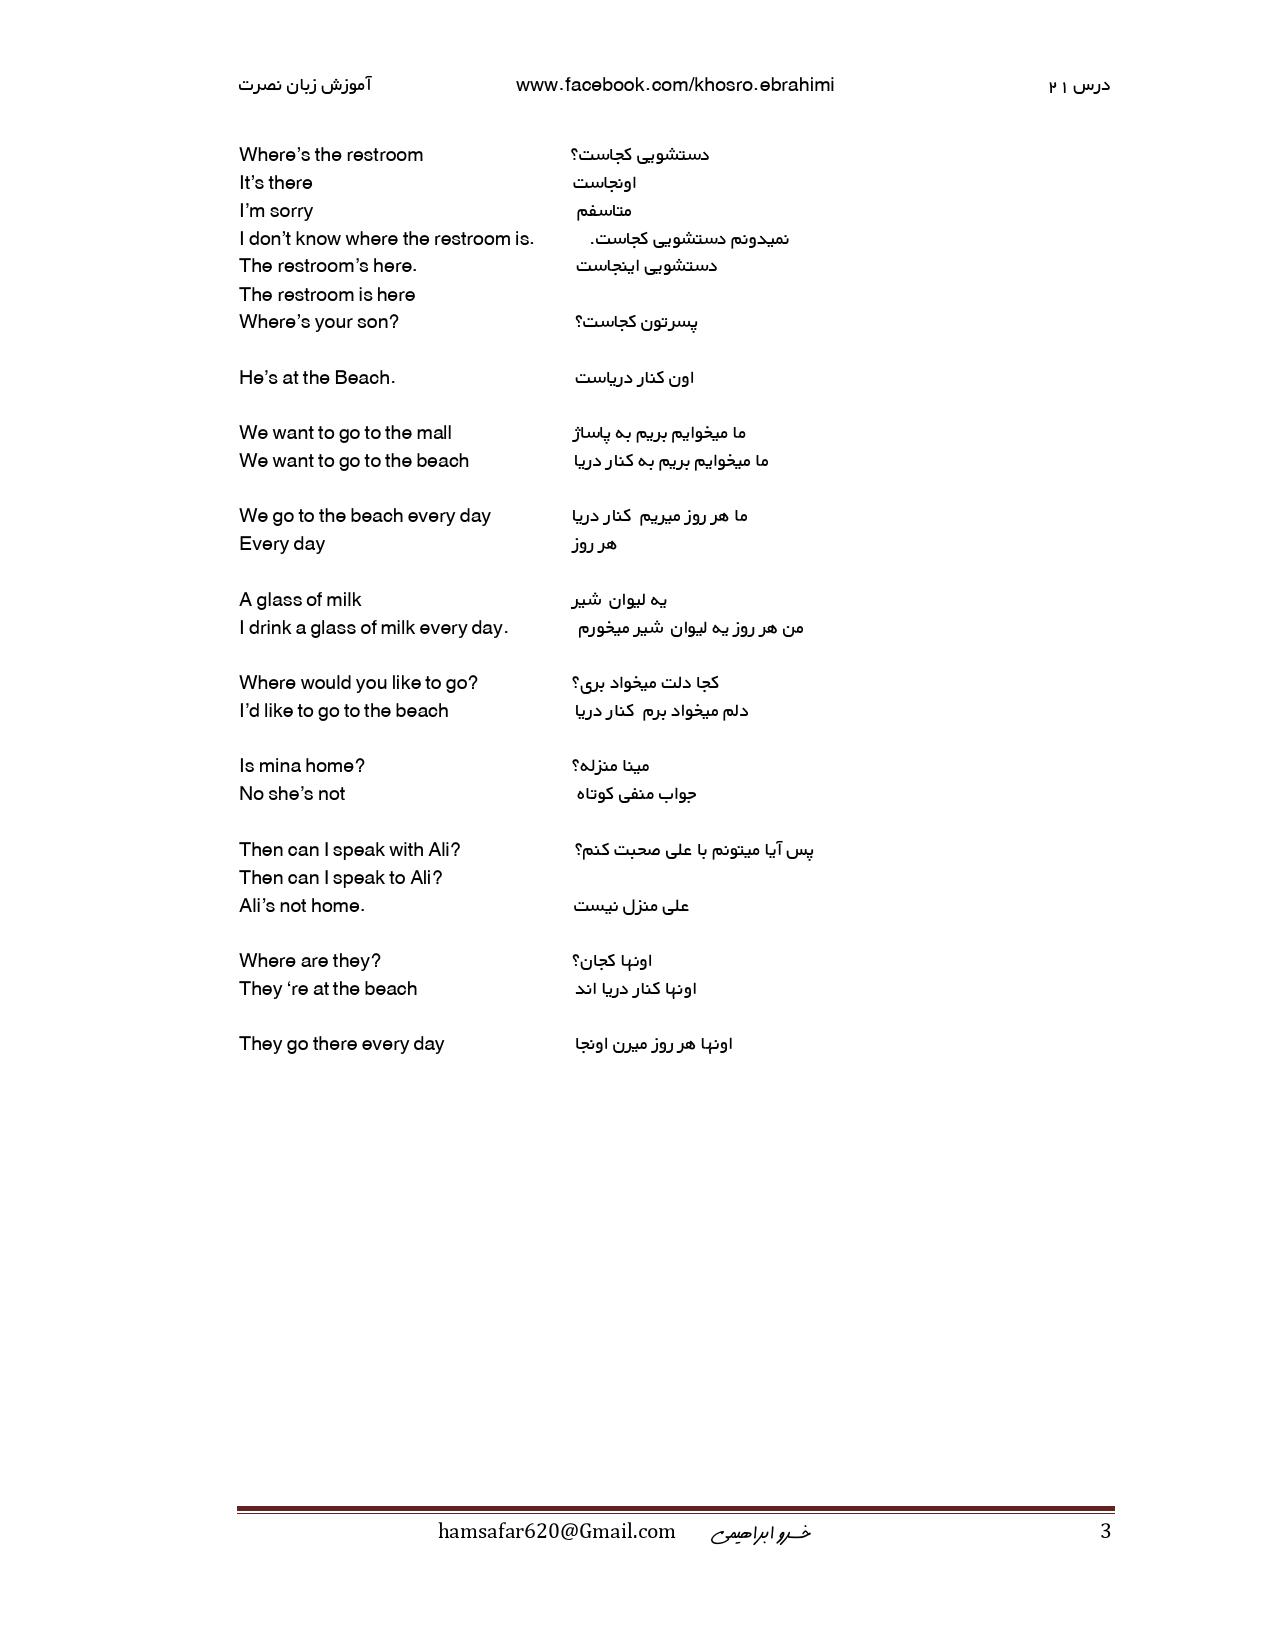 آموزش زبان نصرت www.facebook.com/khosro.ebrahimi درس ۲۱
Where’s the restroom دستشویی کجاست؟
It’s there اونجاست
I’m sorry متاسفم
I don’t know where the restroom is. نمیدونم دستشویی کجاست.
The restroom’s here. دستشویی اینجاست
The restroom is here
Where’s your son? پسرتون کجاست؟
He’s at the Beach. اون کنار دریاست
We want to go to the mall ما میخوایم بریم به پاساژ
We want to go to the beach ما میخوایم بریم به کنار دریا
We go to the beach every day ما هر روز میریم کنار دریا
Every day هر روز
A glass of milk یه لیوان شیر
I drink a glass of milk every day. من هر روز یه لیوان شیر میخورم
Where would you like to go? کجا دلت میخواد بری؟
I’d like to go to the beach دلم میخواد برم کنار دریا
Is mina home? مینا منزله؟
No she’s not جواب منفی کوتاه
Then can I speak with Ali? پس آیا میتونم با علی صحبت کنم؟
Then can I speak to Ali?
Ali’s not home. علی منزل نیست
Where are they? اونها کجان؟
They ‘re at the beach اونها کنار دریا اند
They go there every day اونها هر روز میرن اونجا
hamsafar620@Gmail.com خسرو ابراهیمی 3